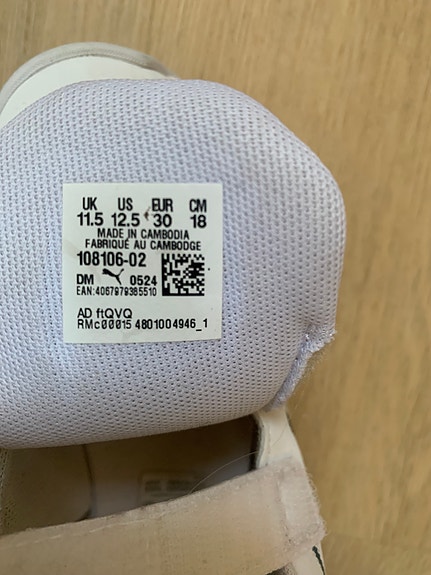 UK US EUR CM
11.5 12.5 30 18
MADE IN CAMBODIA
FABRIQUÉ AU CAMBODGE
108106-02
DM 0524
EAN:4067979385510
AD ftQVQ
RMc00015 4801004946_1